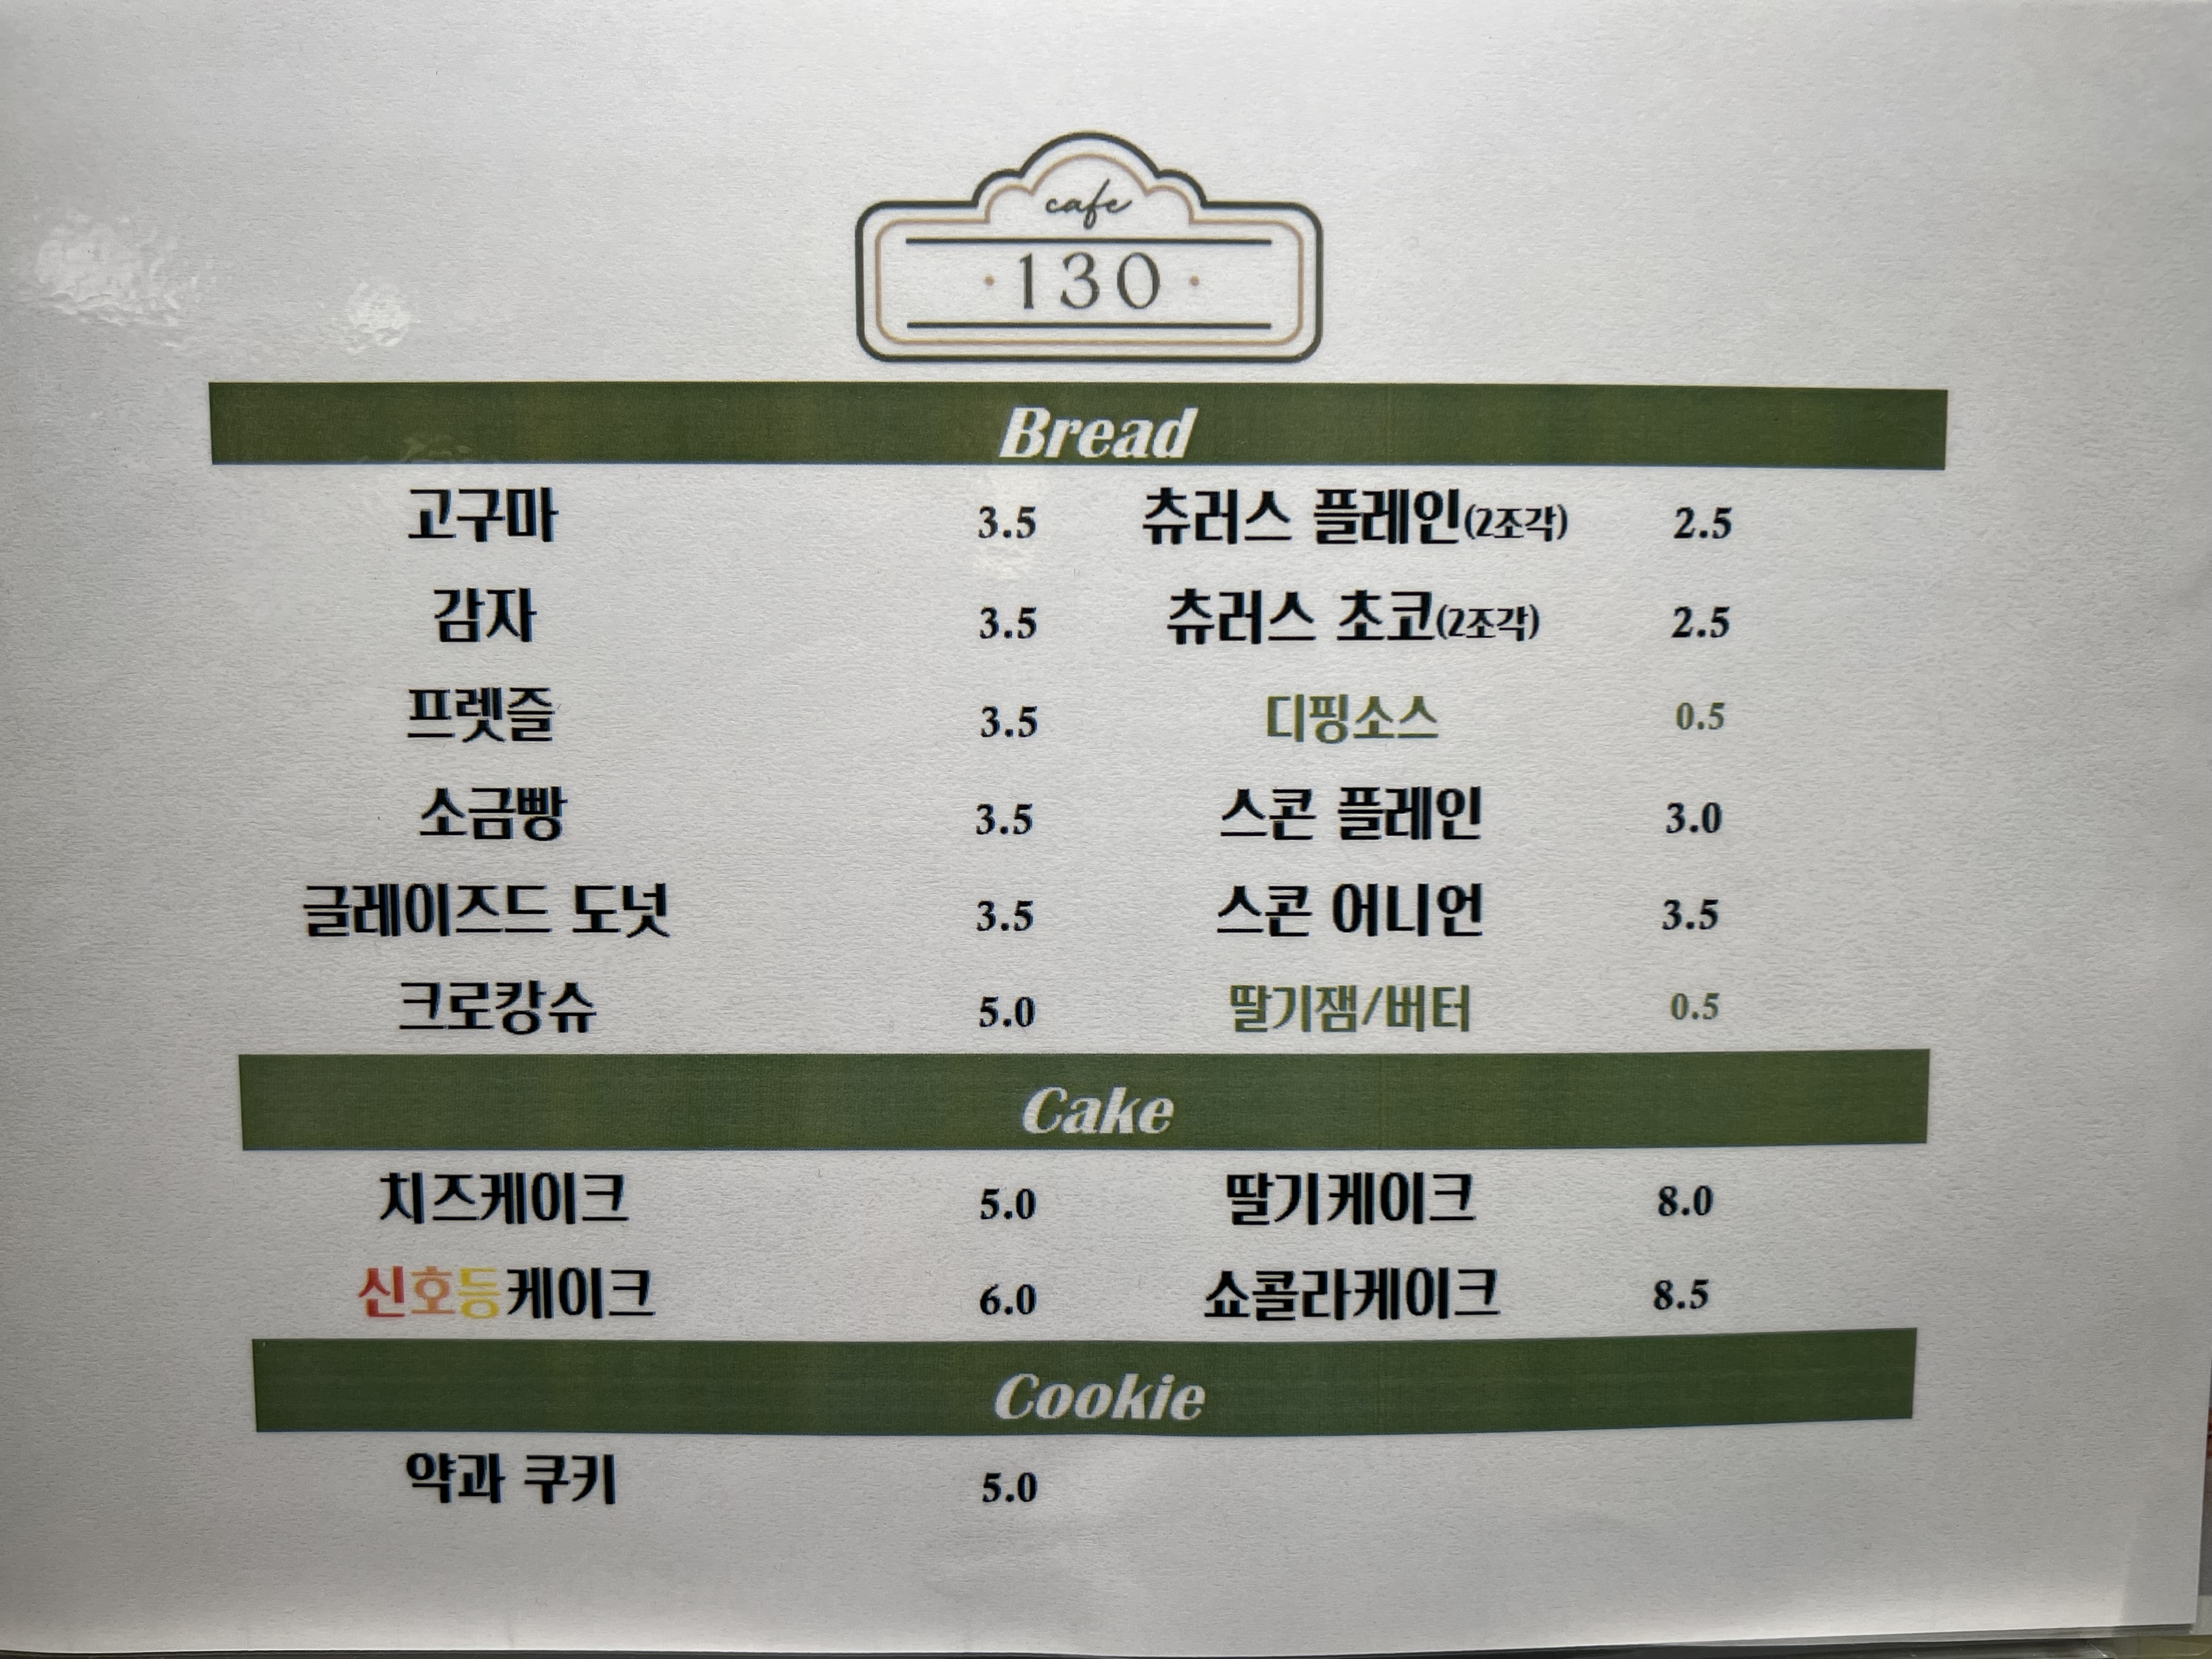 cafe
·130·
Bread
고구마 3.5 츄러스 플레인(2조각) 2.5
감자 3.5 츄러스 초코(2조각) 2.5
프렛즐 3.5 디핑소스 0.5
소금빵 3.5 스콘 플레인 3.0
글레이즈드 도넛 3.5 스콘 어니언 3.5
크로캉슈 5.0 딸기잼/버터 0.5
Cake
치즈케이크 5.0 딸기케이크 8.0
신호등케이크 6.0 쇼콜라케이크 8.5
Cookie
약과 쿠키 5.0